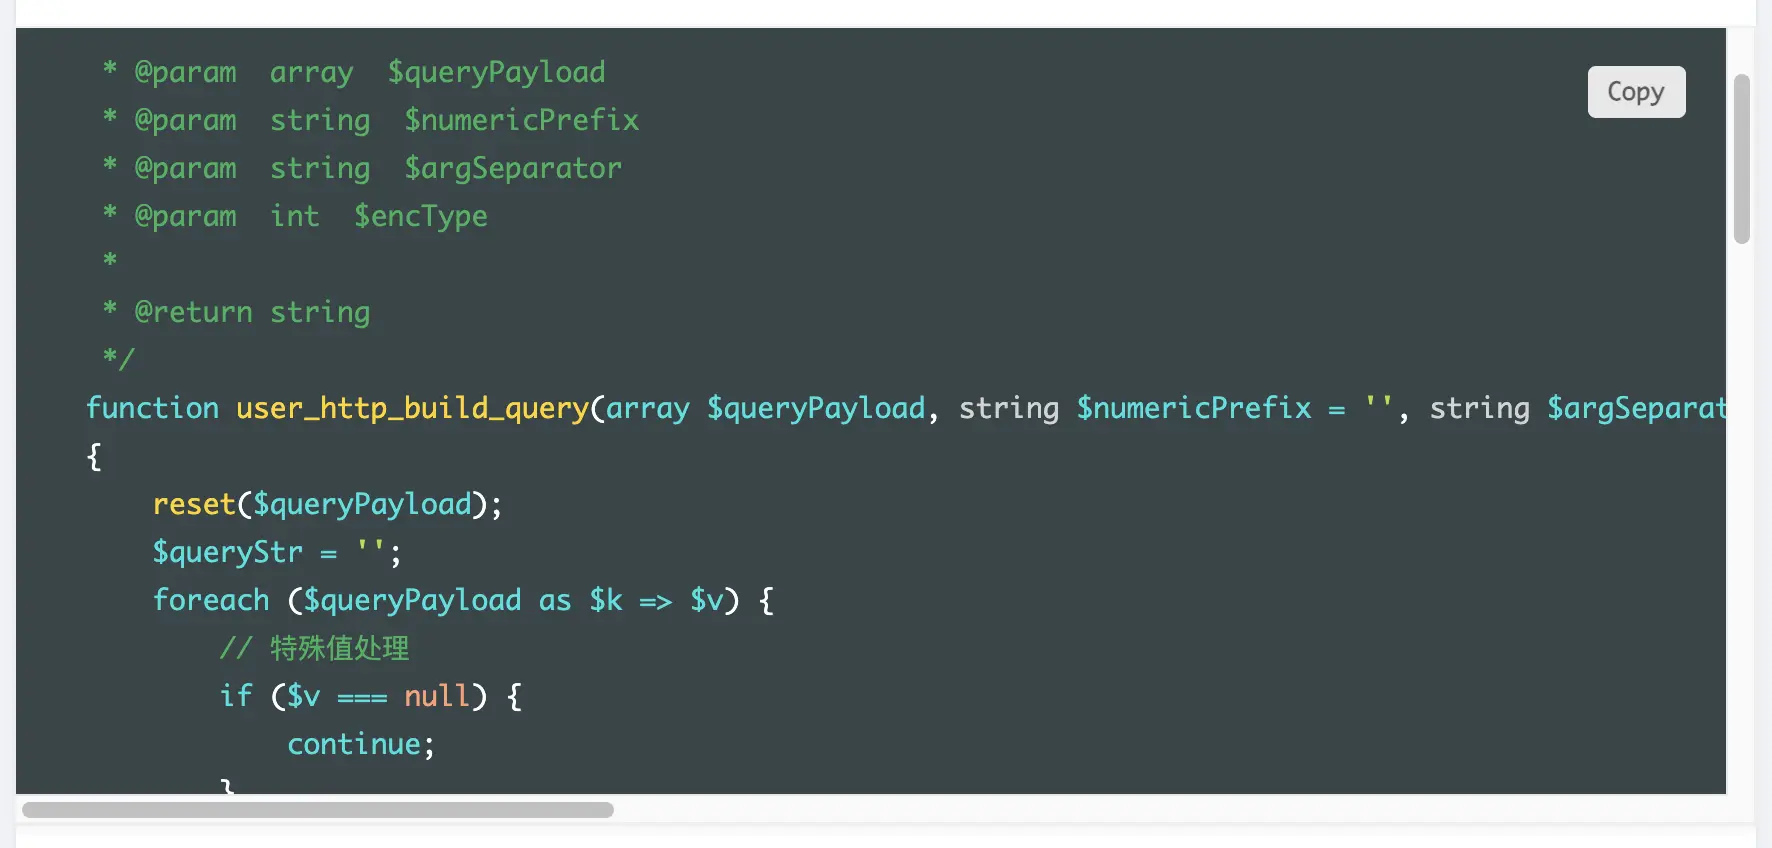 * @param  array  $queryPayload
Copy
* @param  string  $numericPrefix
* @param  string  $argSeparator
* @param  int  $encType
*
* @return string
*/
function user_http_build_query(array $queryPayload, string $numericPrefix = '', string $argSeparat
{
reset($queryPayload);
$queryStr = '';
foreach ($queryPayload as $k => $v) {
// 特殊值处理
if ($v === null) {
continue;
}